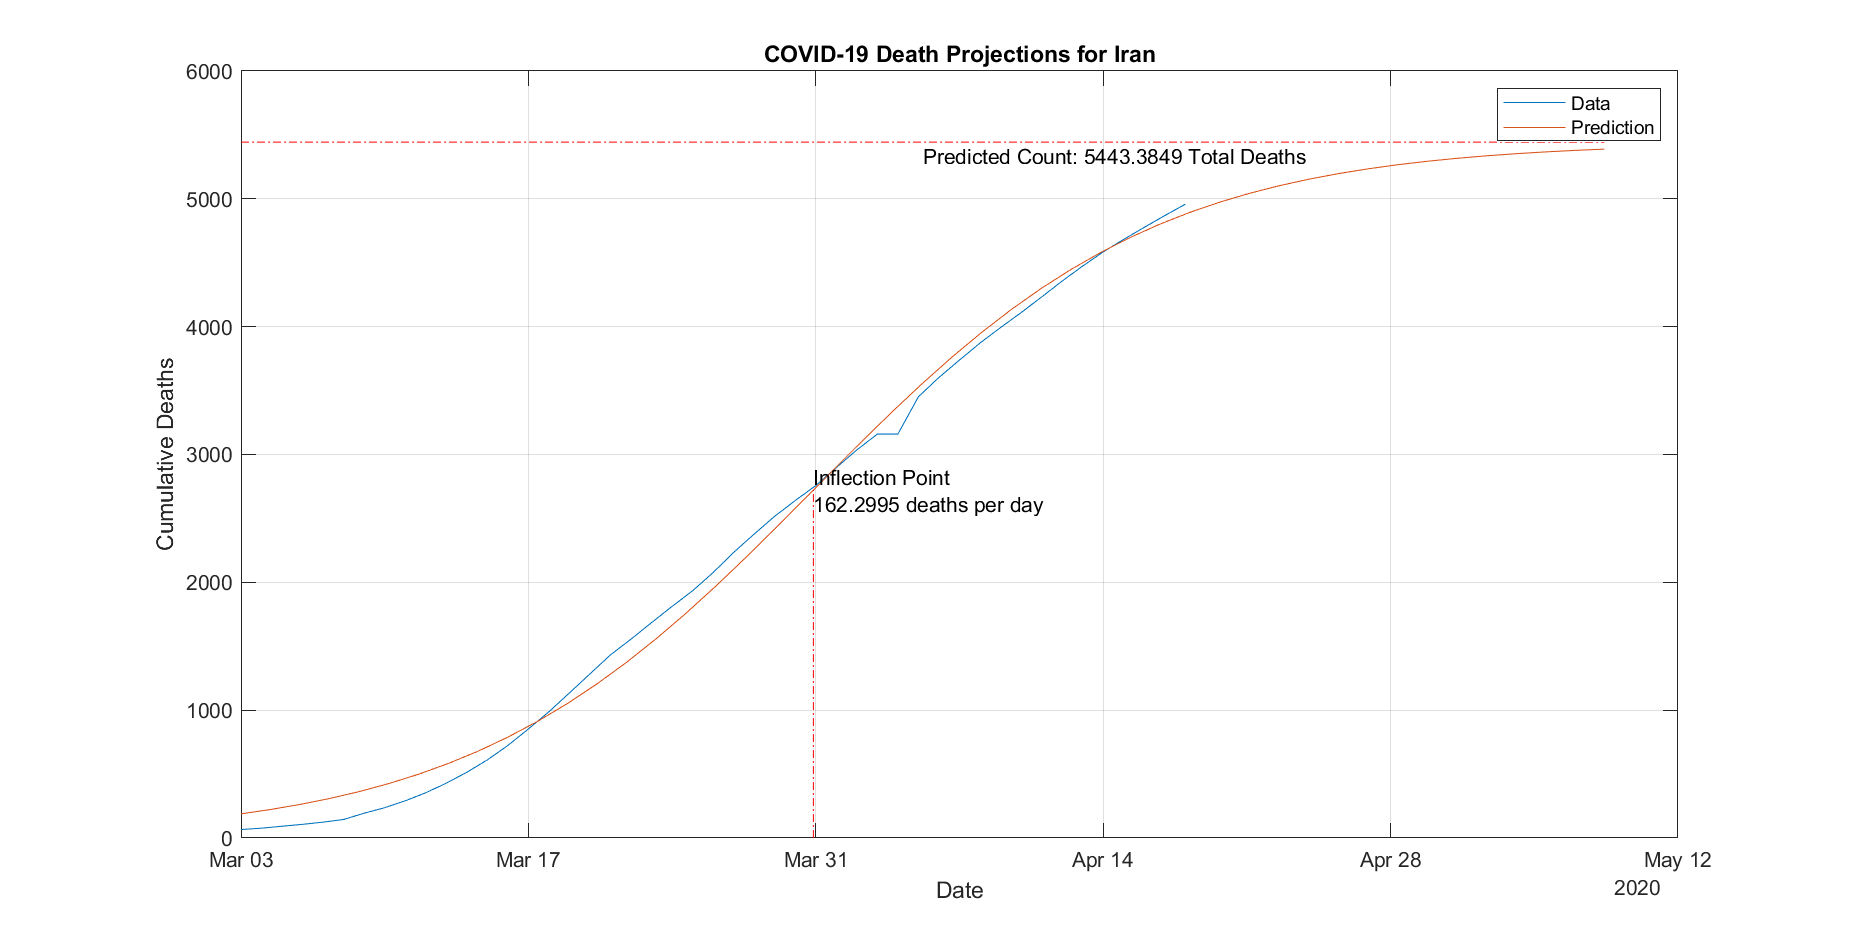 COVID-19 Death Projections for Iran
6000
5000
4000
3000
2000
1000
0
Cumulative Deaths
Data
Prediction
Predicted Count: 5443.3849 Total Deaths
Inflection Point
162.2995 deaths per day
Mar 03 Mar 17 Mar 31 Apr 14 Apr 28 May 12
2020
Date